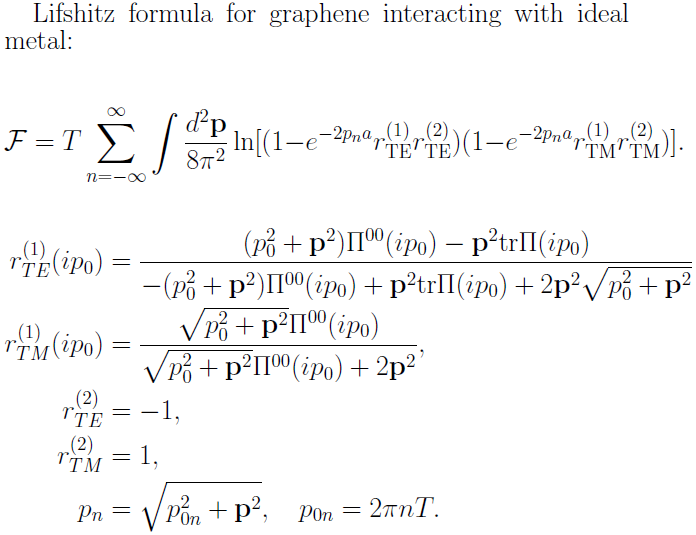 Lifshitz formula for graphene interacting with ideal
metal:
$\mathcal{F} = T \sum_{n=-\infty}^{\infty} \int \frac{d^2\mathbf{p}}{8\pi^2} \ln[(1-e^{-2p_n a} r_{\text{TE}}^{(1)} r_{\text{TE}}^{(2)})(1-e^{-2p_n a} r_{\text{TM}}^{(1)} r_{\text{TM}}^{(2)})].$
$r_{TE}^{(1)}(ip_0) = \frac{(p_0^2 + \mathbf{p}^2)\Pi^{00}(ip_0) - \mathbf{p}^2 \text{tr}\Pi(ip_0)}{-(p_0^2 + \mathbf{p}^2)\Pi^{00}(ip_0) + \mathbf{p}^2 \text{tr}\Pi(ip_0) + 2\mathbf{p}^2 \sqrt{p_0^2 + \mathbf{p}^2}}$
$r_{TM}^{(1)}(ip_0) = \frac{\sqrt{p_0^2 + \mathbf{p}^2}\Pi^{00}(ip_0)}{\sqrt{p_0^2 + \mathbf{p}^2}\Pi^{00}(ip_0) + 2\mathbf{p}^2},$
$r_{TE}^{(2)} = -1,$
$r_{TM}^{(2)} = 1,$
$p_n = \sqrt{p_{0n}^2 + \mathbf{p}^2}, \quad p_{0n} = 2\pi n T.$